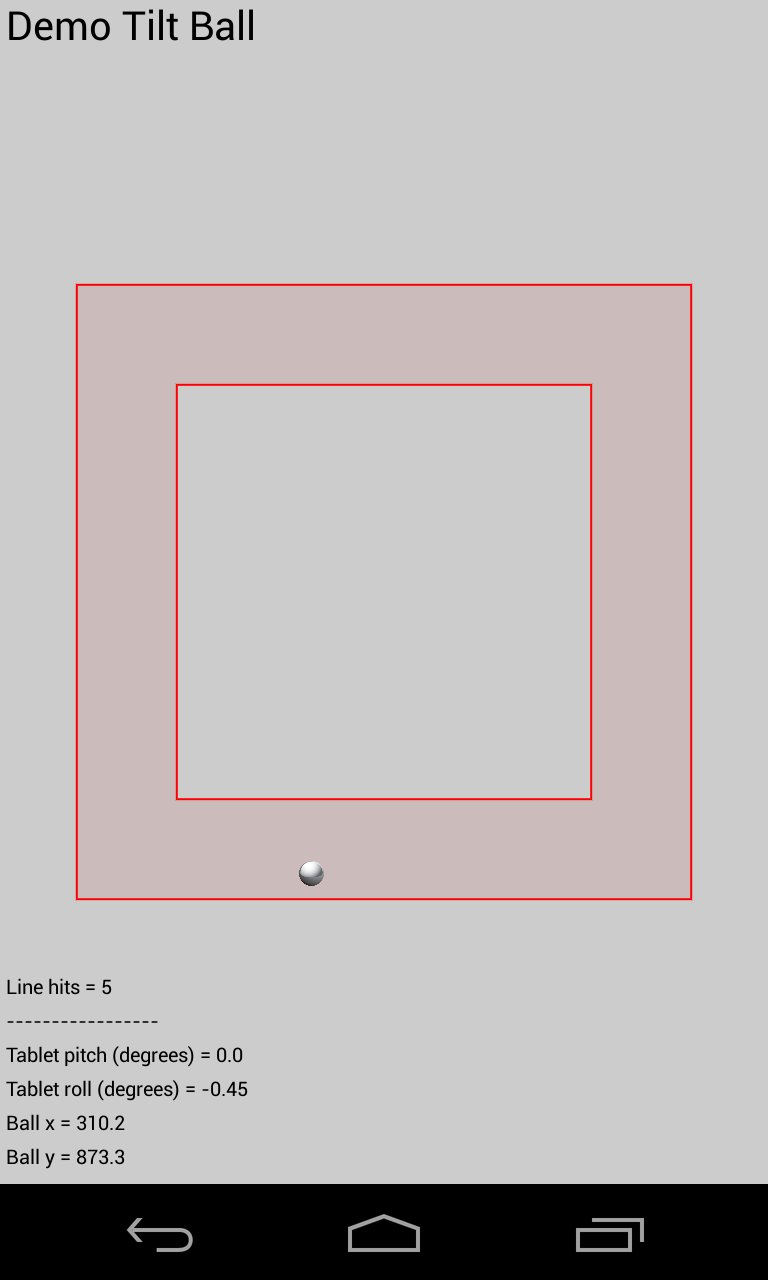 Demo Tilt Ball
Line hits = 5
-----------------
Tablet pitch (degrees) = 0.0
Tablet roll (degrees) = -0.45
Ball x = 310.2
Ball y = 873.3